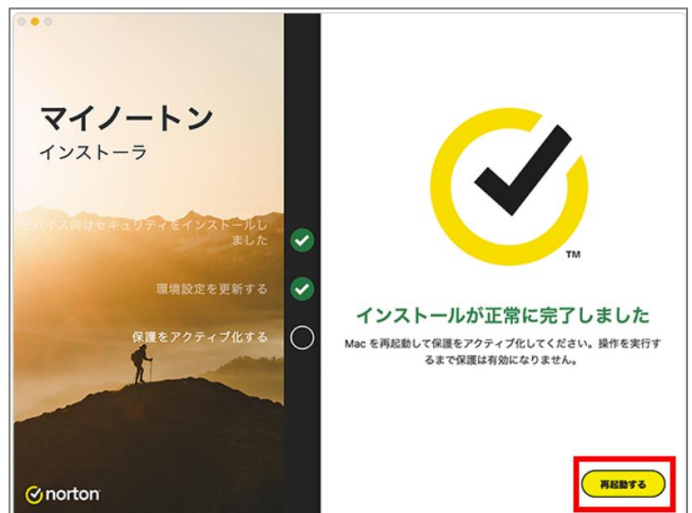 マイノートン
インストーラ
デバイス向けセキュリティをインストールし
ました
環境設定を更新する
保護をアクティブ化する
norton
TM
インストールが正常に完了しました
Mac を再起動して保護をアクティブ化してください。操作を実行す
るまで保護は有効になりません。
再起動する